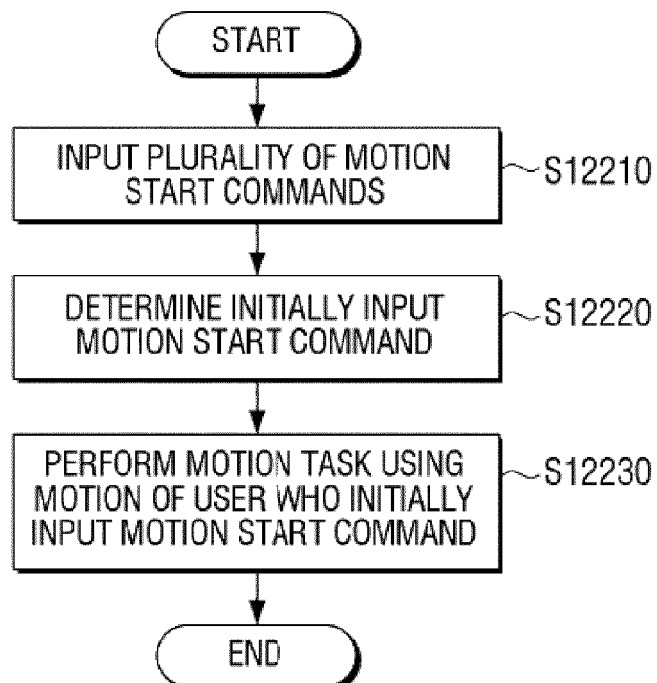 START
INPUT PLURALITY OF MOTION
START COMMANDS
S12210
DETERMINE INITIALLY INPUT
MOTION START COMMAND
S12220
PERFORM MOTION TASK USING
MOTION OF USER WHO INITIALLY
INPUT MOTION START COMMAND
S12230
END